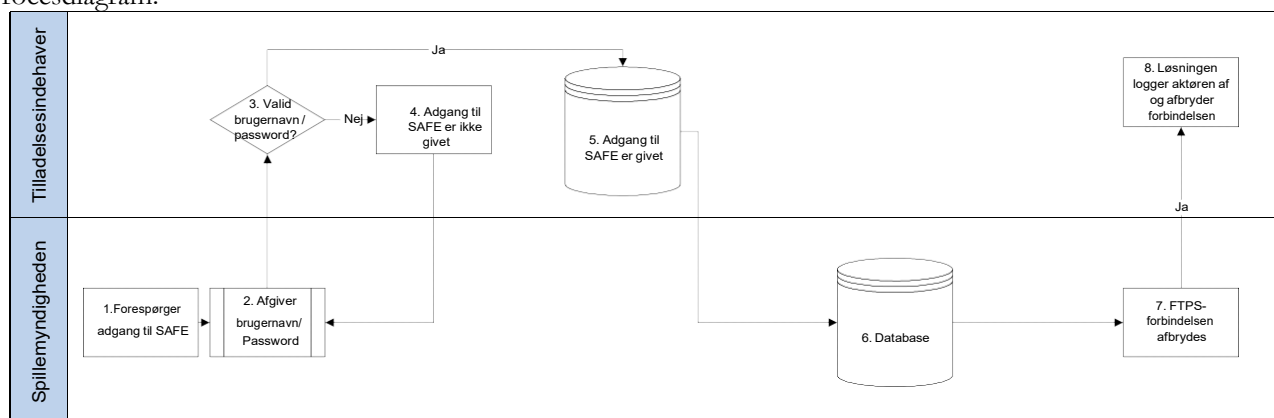 rocesdiagram:
Tilladelsesindehaver
Ja
3. Valid
brugernavn /
password?
Nej
4. Adgang til
SAFE er ikke
givet
5. Adgang til
SAFE er givet
8. Løsningen
logger aktøren af
og afbryder
forbindelsen
Ja
Spillemyndigheden
1.Forespørger
adgang til SAFE
2. Afgiver
brugernavn/
Password
6. Database
7. FTPS-
forbindelsen
afbrydes